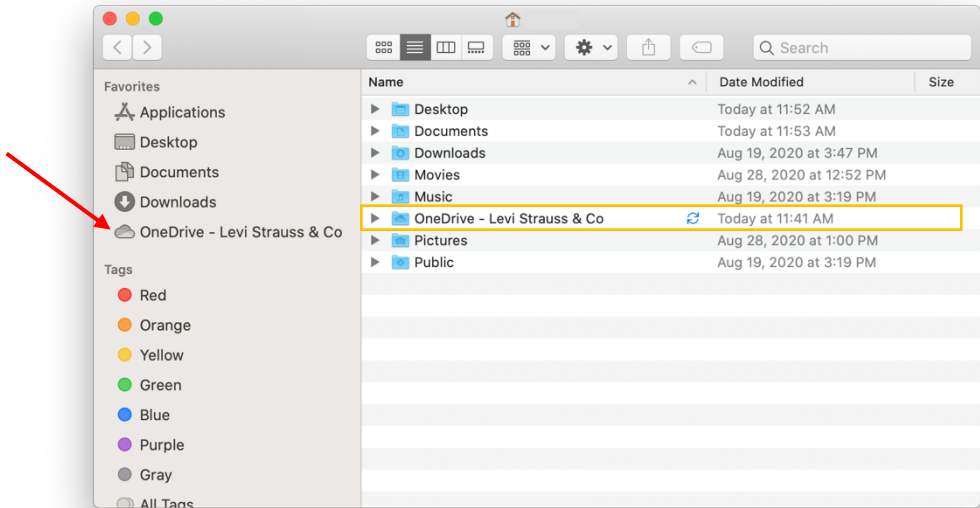 Search
Favorites
Applications
Desktop
Documents
Downloads
OneDrive - Levi Strauss & Co
Tags
Red
Orange
Yellow
Green
Blue
Purple
Gray
All Tags
Name Date Modified Size
Desktop Today at 11:52 AM
Documents Today at 11:53 AM
Downloads Aug 19, 2020 at 3:47 PM
Movies Aug 28, 2020 at 12:52 PM
Music Aug 19, 2020 at 3:19 PM
OneDrive - Levi Strauss & Co Today at 11:41 AM
Pictures Aug 28, 2020 at 1:00 PM
Public Aug 19, 2020 at 3:19 PM